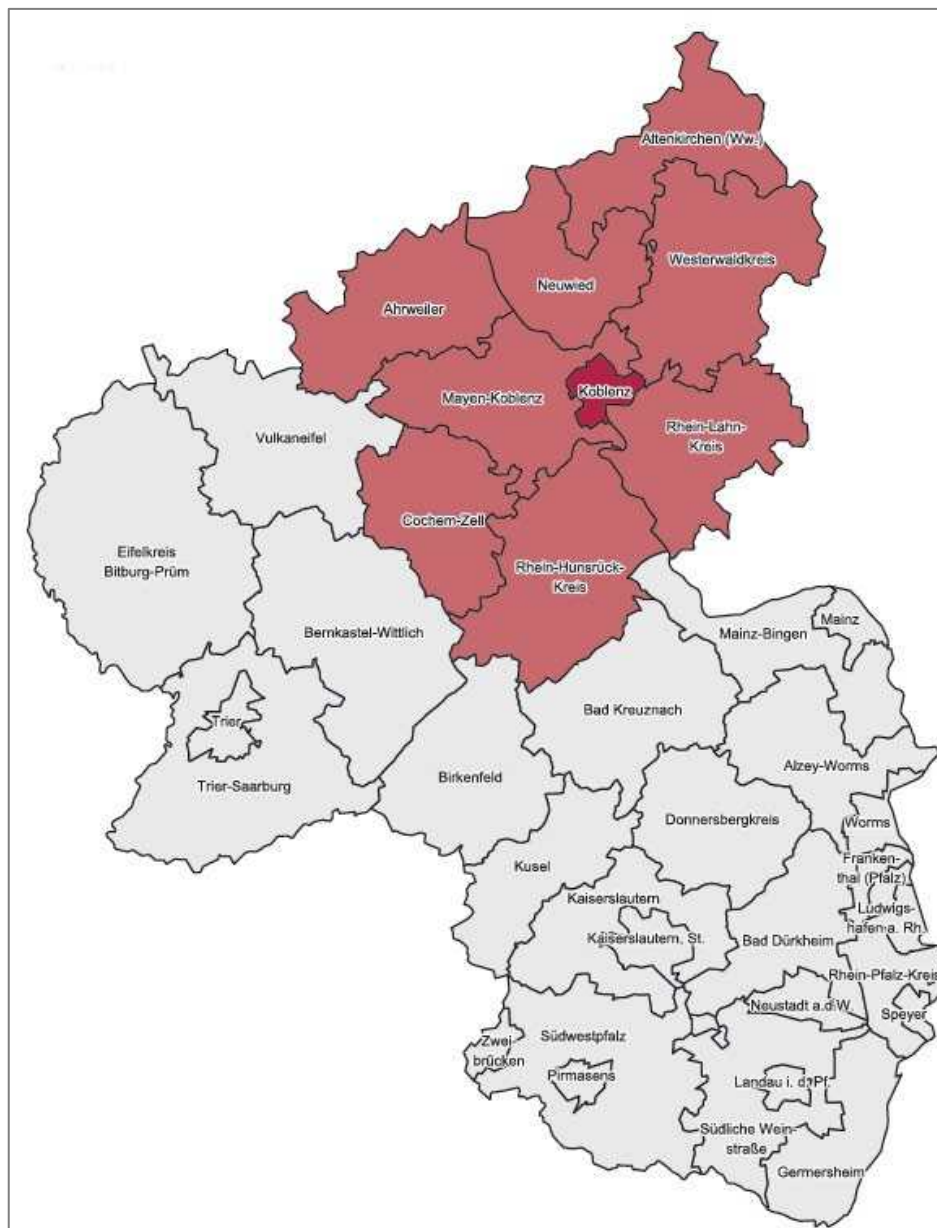 Altenkirchen (Ww.)
Westerwaldkreis
Neuwied
Ahrweiler
Mayen-Koblenz
Koblenz
Rhein-Lahn-
Kreis
Vulkaneifel
Cochem-Zell
Eifelkreis
Bitburg-Prüm
Rhein-Hunsrück-
Kreis
Bernkastel-Wittlich
Mainz-Bingen
Mainz
Bad Kreuznach
Trier
Trier-Saarburg
Birkenfeld
Alzey-Worms
Donnersbergkreis
Worms
Kusel
Franken-
thal (Pfalz)
Kaiserslautern
Ludwigs-
hafen a. Rh.
Kaiserslautern, St.
Bad Dürkheim
Rhein-Pfalz-Kreis
Neustadt a.d.W.
Speyer
Zwei-
brücken
Südwestpfalz
Pirmasens
Landau i. d. Pf.
Südliche Wein-
straße
Germersheim